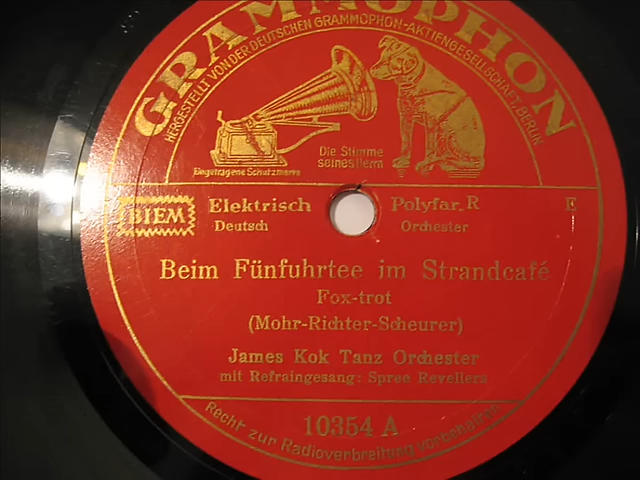 GRAMMOPHON
HERGESTELLT VON DER DEUTSCHEN GRAMMOPHON-AKTIENGESELLSCHAFT, BERLIN
Die Stimme
seines Herrn
Eingetragene Schutzmarke
BIEM Elektrisch Polyfar. R E
Deutsch Orchester
Beim Fünfuhrtee im Strandcafé
Fox-trot
(Mohr-Richter-Scheurer)
James Kok Tanz Orchester
mit Refraingesang: Spree Revellers
10354 A
Recht zur Radioverbreitung vorbehalten